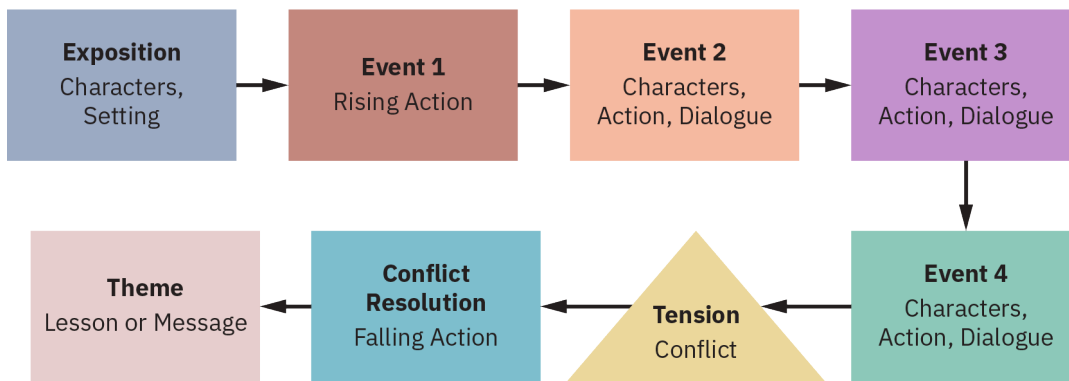 Exposition
Characters,
Setting
Event 1
Rising Action
Event 2
Characters,
Action, Dialogue
Event 3
Characters,
Action, Dialogue
Event 4
Characters,
Action, Dialogue
Tension
Conflict
Conflict
Resolution
Falling Action
Theme
Lesson or Message